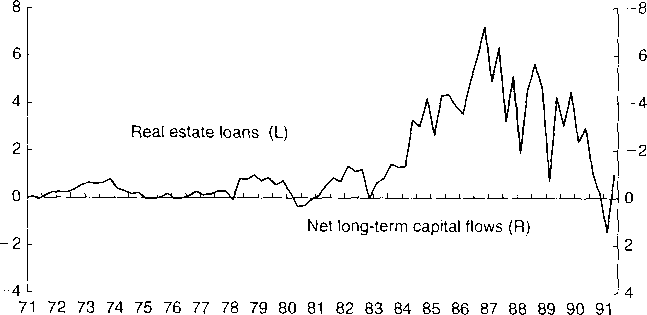 8 -8
6 -6
4 -4
Real estate loans (L)
2 -2
0 0
Net long-term capital flows (R)
-2 2
-4 4
71 72 73 74 75 76 77 78 79 80 81 82 83 84 85 86 87 88 89 90 91